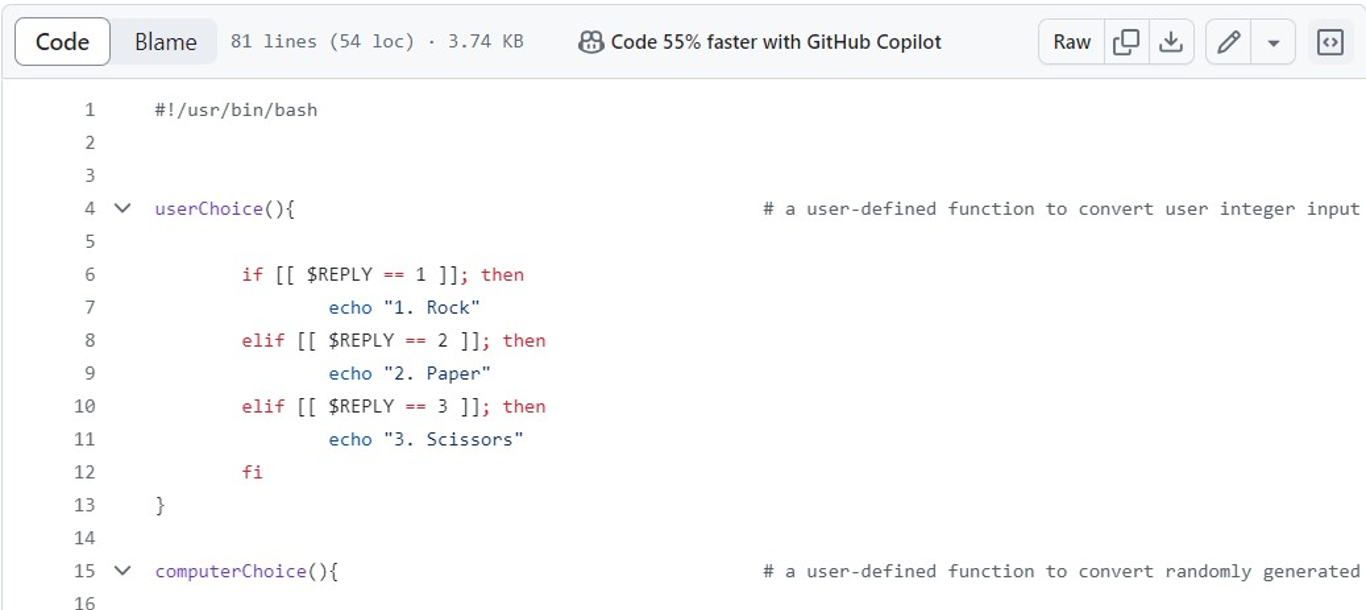 Code Blame 81 lines (54 loc) · 3.74 KB Code 55% faster with GitHub Copilot Raw
1 #!/usr/bin/bash
2
3
4 userChoice(){ # a user-defined function to convert user integer input
5
6 if [[ $REPLY == 1 ]]; then
7 echo "1. Rock"
8 elif [[ $REPLY == 2 ]]; then
9 echo "2. Paper"
10 elif [[ $REPLY == 3 ]]; then
11 echo "3. Scissors"
12 fi
13 }
14
15 computerChoice(){ # a user-defined function to convert randomly generated
16